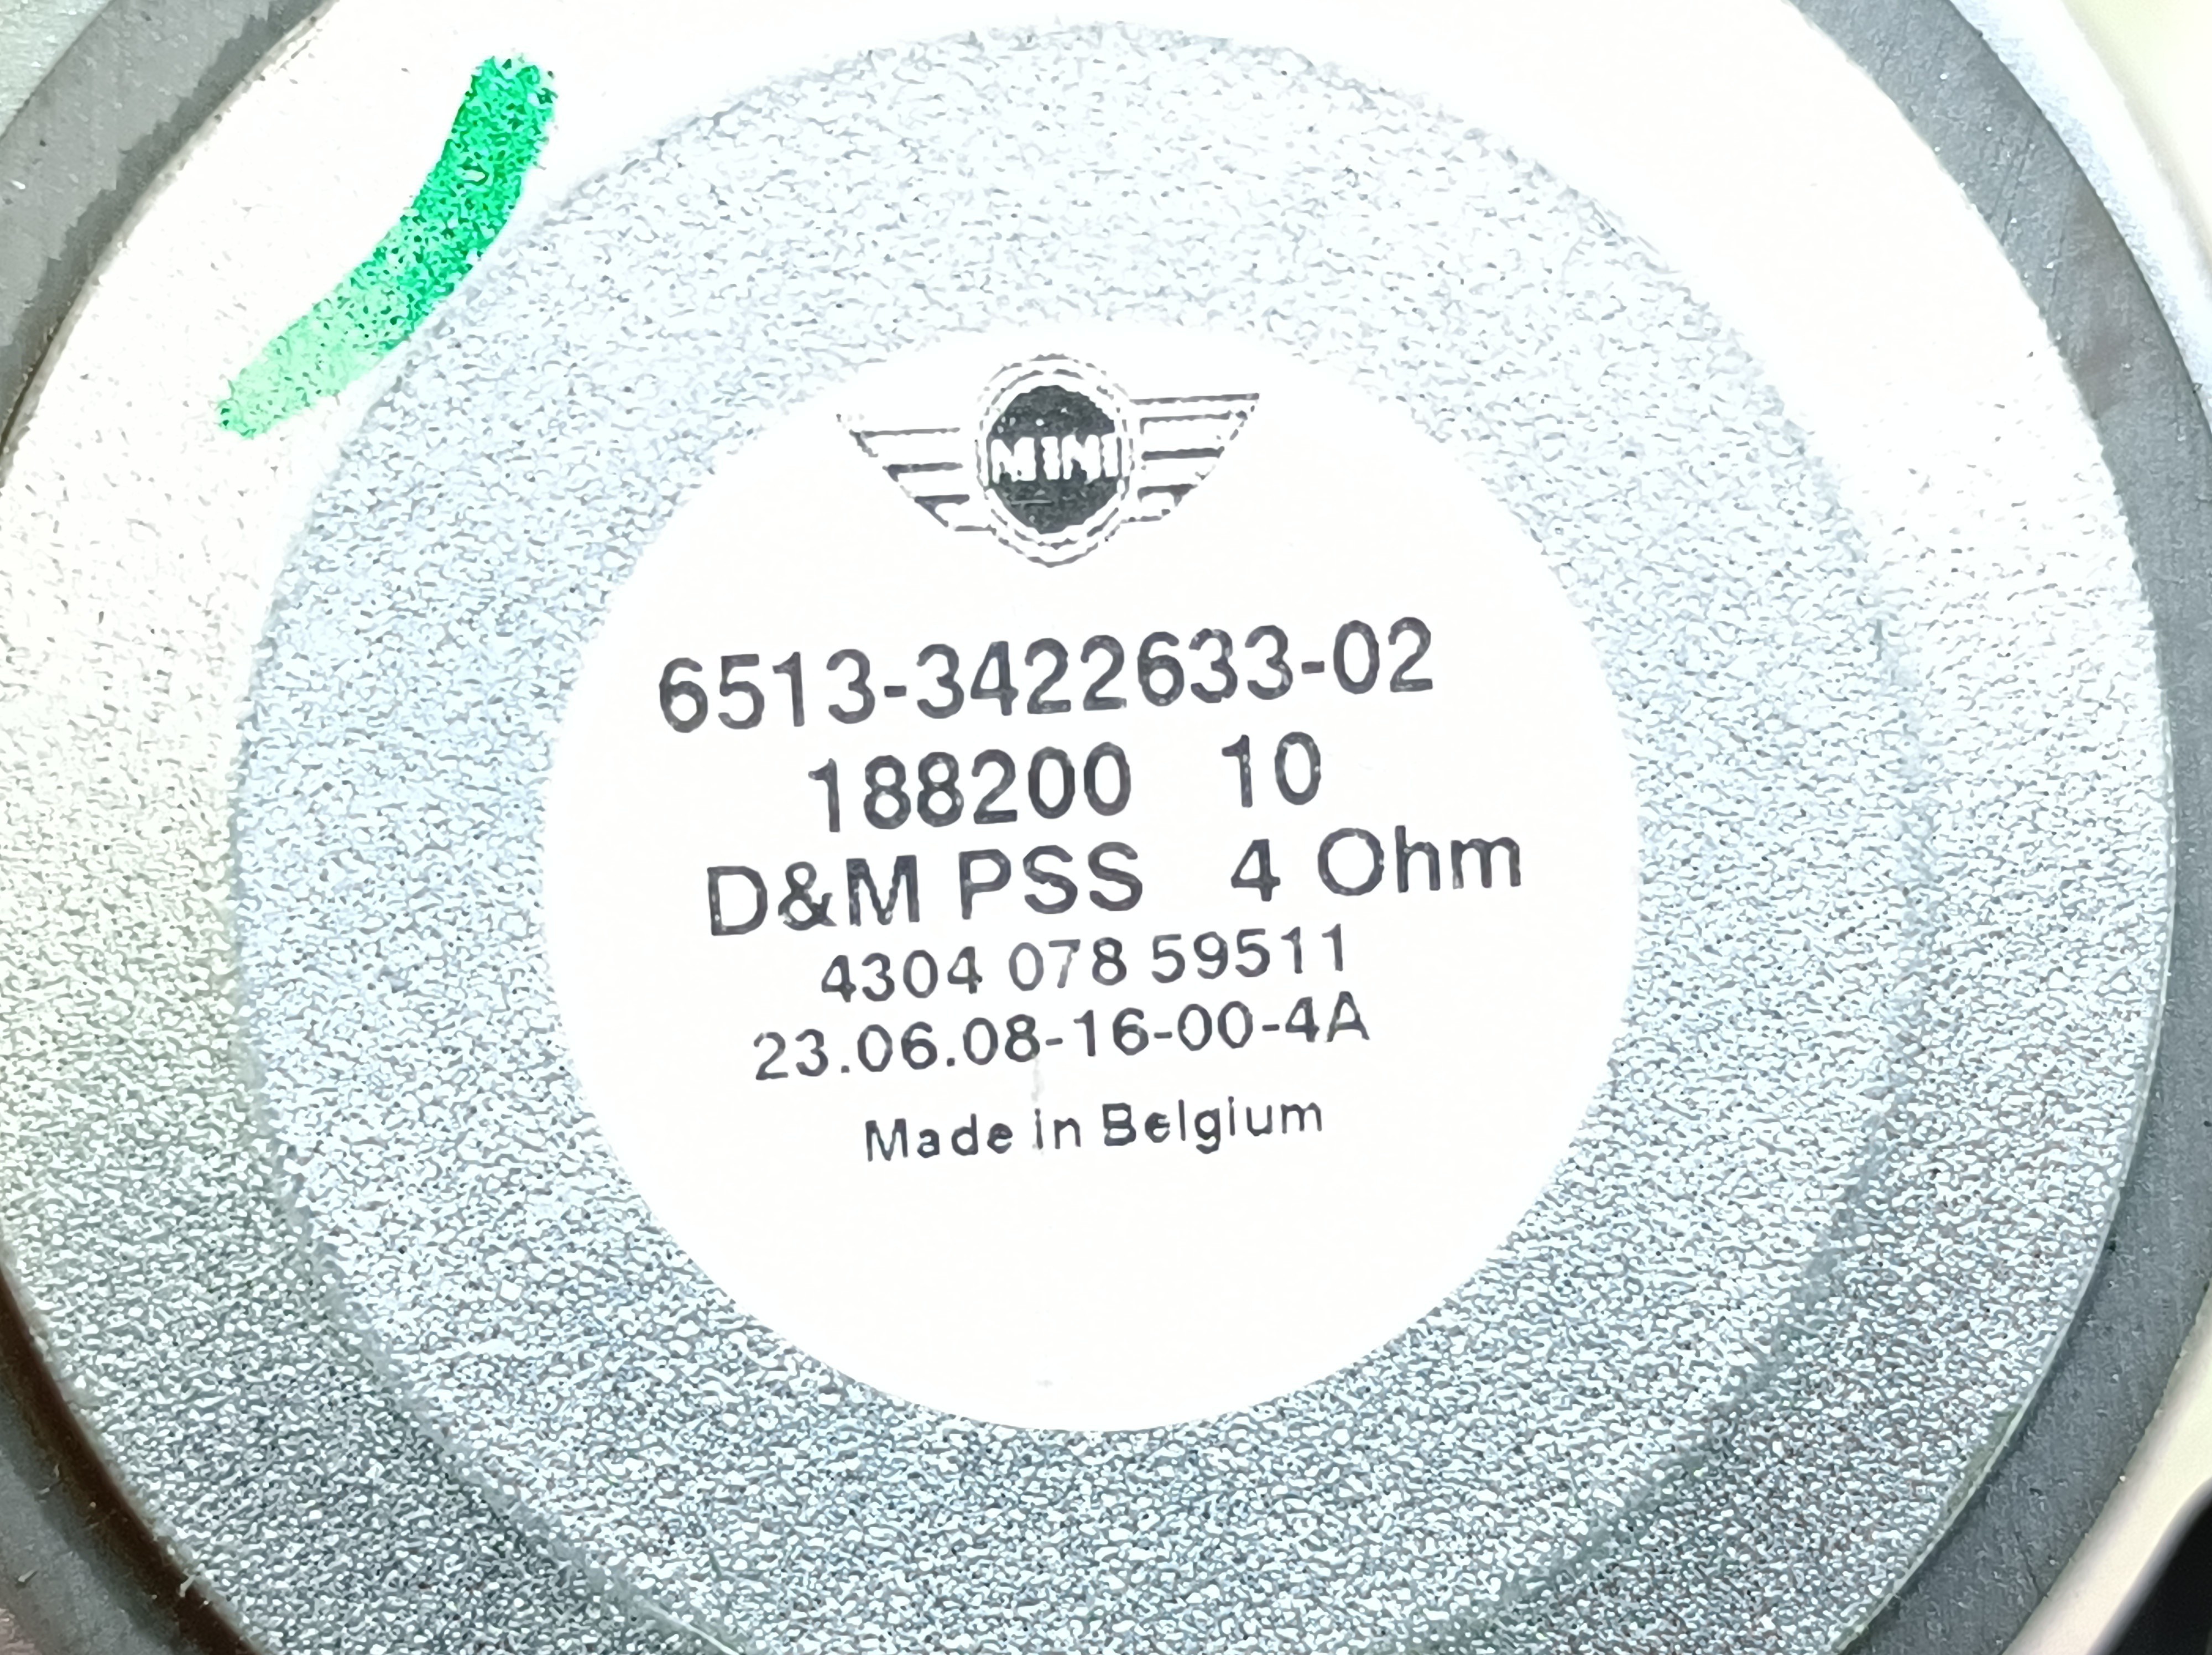 MINI
6513-3422633-02
188200 10
D&M PSS 4 Ohm
4304 078 59511
23.06.08-16-00-4A
Made in Belgium